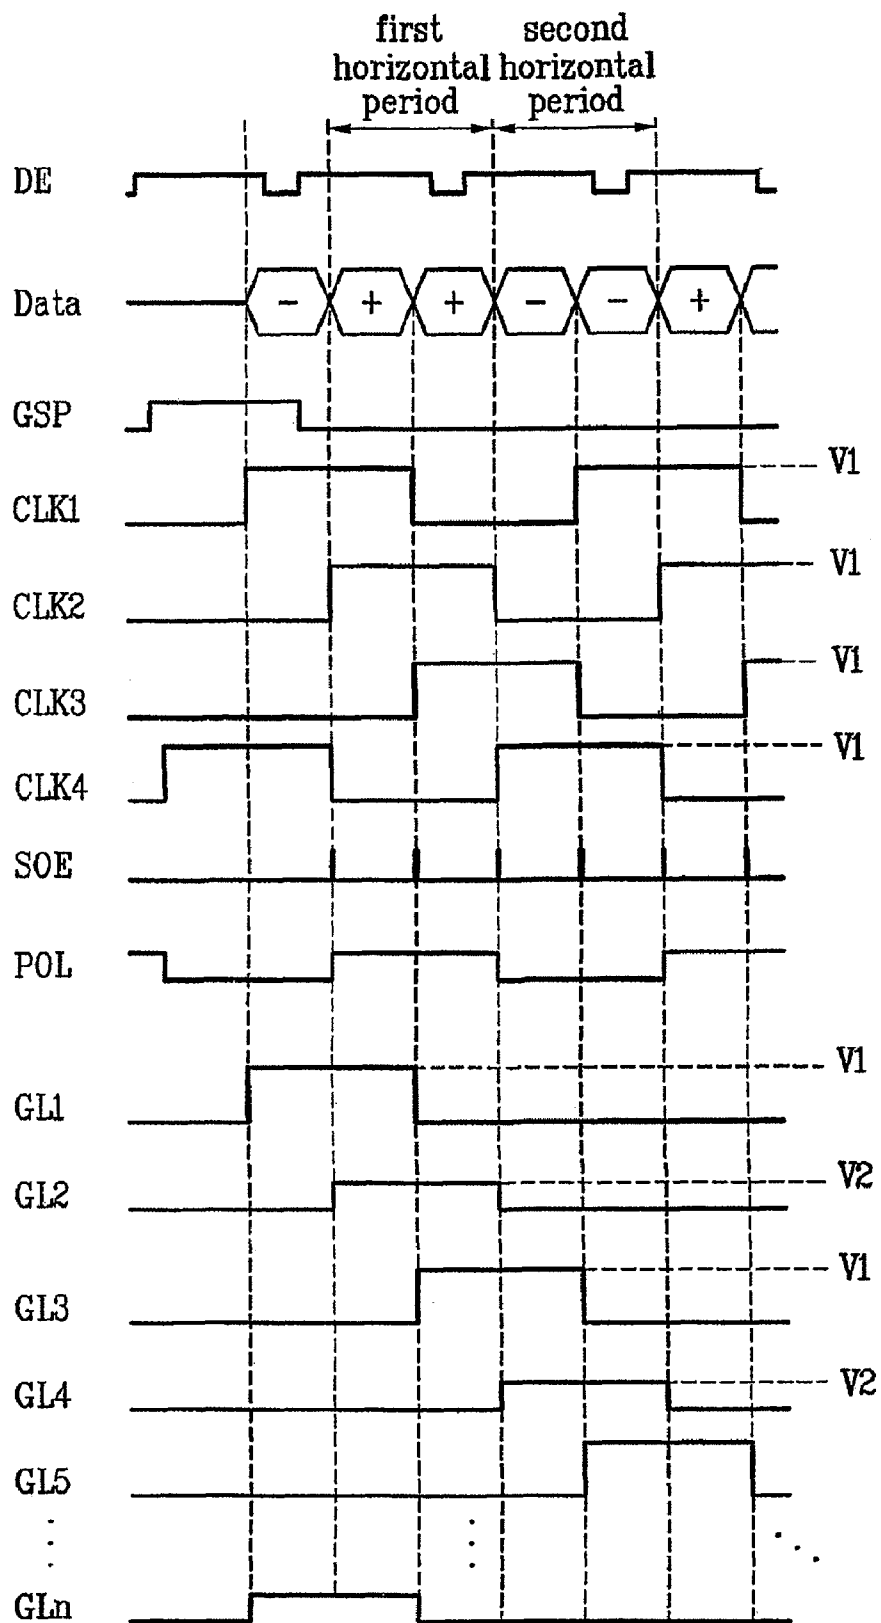 first
horizontal
period
second
horizontal
period
DE
Data - + + - - +
GSP
CLK1 V1
CLK2 V1
CLK3 V1
CLK4 V1
SOE
POL
GL1 V1
GL2 V2
GL3 V1
GL4 V2
GL5
GLn